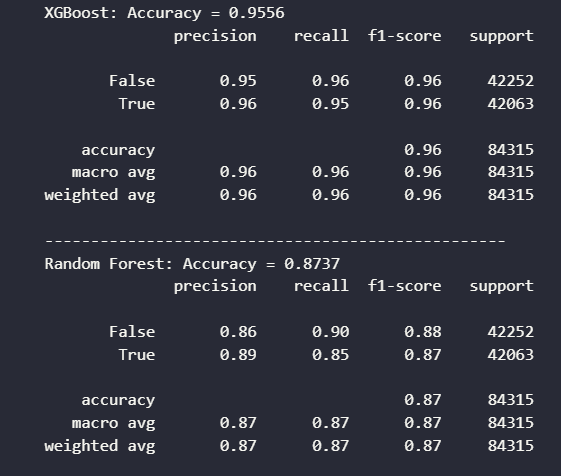 XGBoost: Accuracy = 0.9556
precision recall f1-score support
False 0.95 0.96 0.96 42252
True 0.96 0.95 0.96 42063
accuracy 0.96 84315
macro avg 0.96 0.96 0.96 84315
weighted avg 0.96 0.96 0.96 84315
--------------------------------------------------
Random Forest: Accuracy = 0.8737
precision recall f1-score support
False 0.86 0.90 0.88 42252
True 0.89 0.85 0.87 42063
accuracy 0.87 84315
macro avg 0.87 0.87 0.87 84315
weighted avg 0.87 0.87 0.87 84315